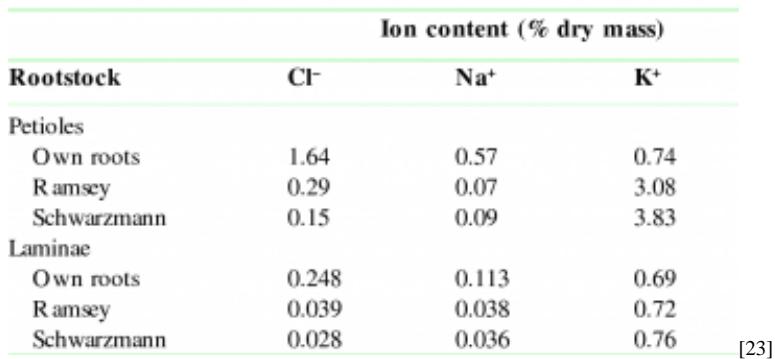 Ion content (% dry mass)
Rootstock Cl⁻ Na⁺ K⁺
Petioles
Own roots 1.64 0.57 0.74
Ramsey 0.29 0.07 3.08
Schwarzmann 0.15 0.09 3.83
Laminae
Own roots 0.248 0.113 0.69
Ramsey 0.039 0.038 0.72
Schwarzmann 0.028 0.036 0.76
[23]